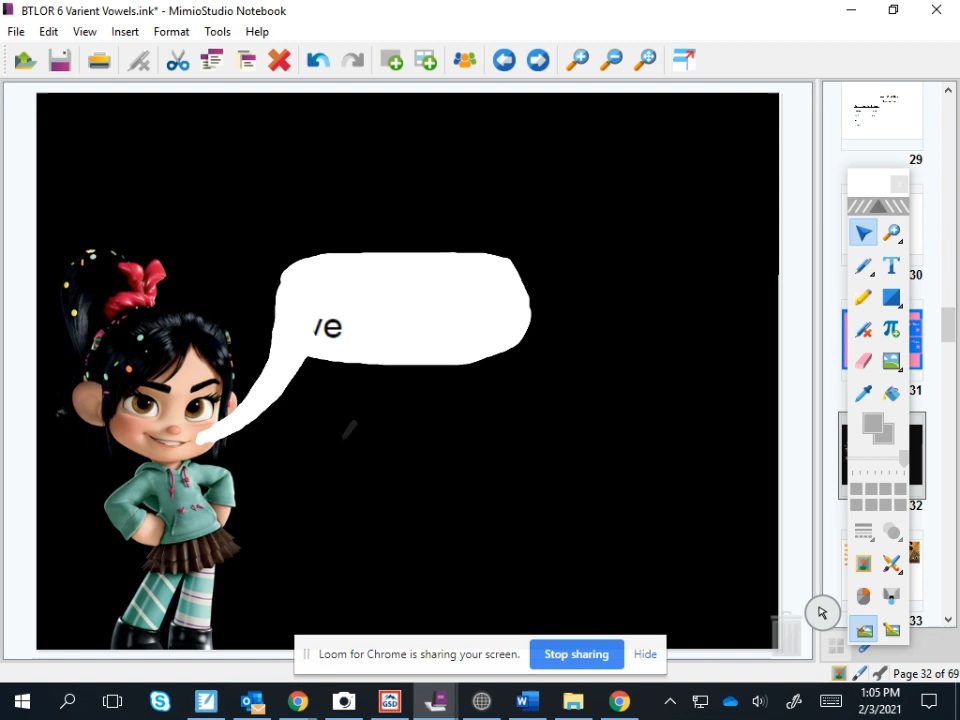 BTLOR 6 Varient Vowels.ink* - MimioStudio Notebook
File Edit View Insert Format Tools Help
29
30
31
32
33
ve
Loom for Chrome is sharing your screen. Stop sharing Hide
Page 32 of 69
GSD
1:05 PM
2/3/2021